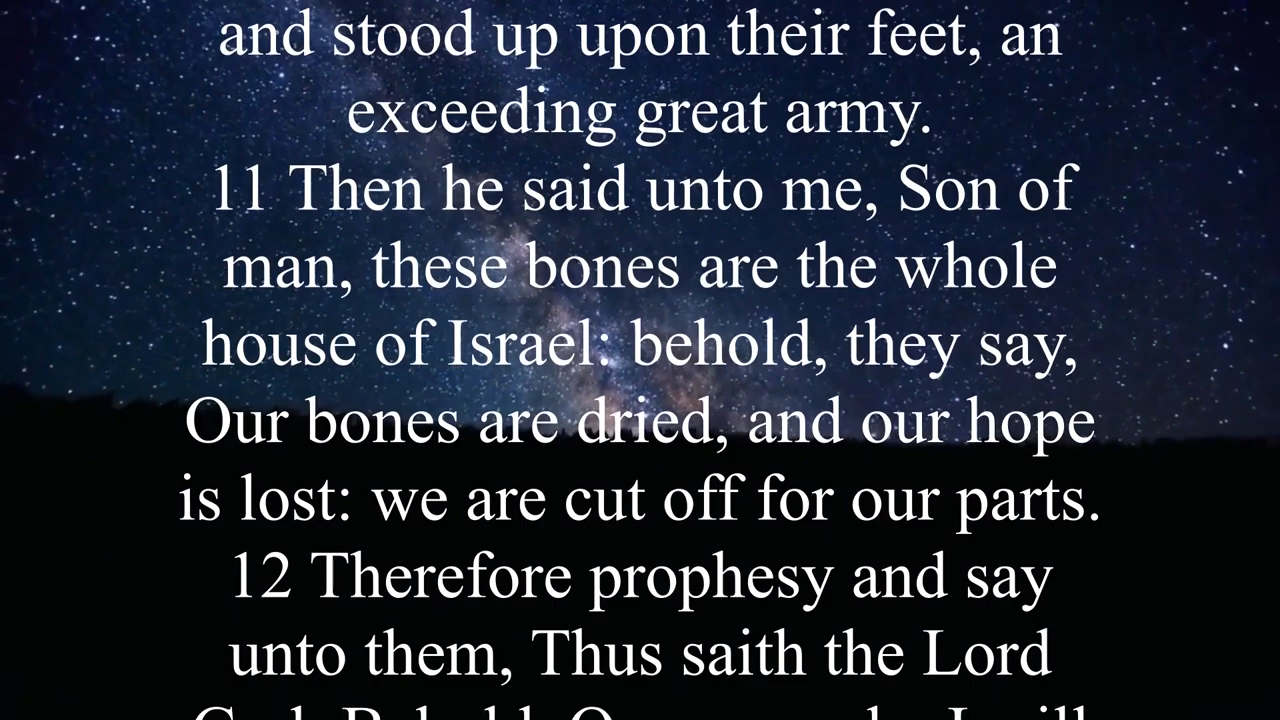 and stood up upon their feet, an
exceeding great army.
11 Then he said unto me, Son of
man, these bones are the whole
house of Israel: behold, they say,
Our bones are dried, and our hope
is lost: we are cut off for our parts.
12 Therefore prophesy and say
unto them, Thus saith the Lord